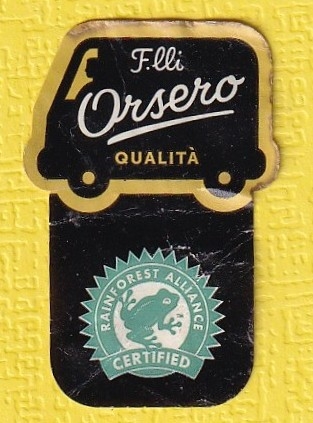 F.lli
Orsero
QUALITÀ
RAINFOREST ALLIANCE
CERTIFIED